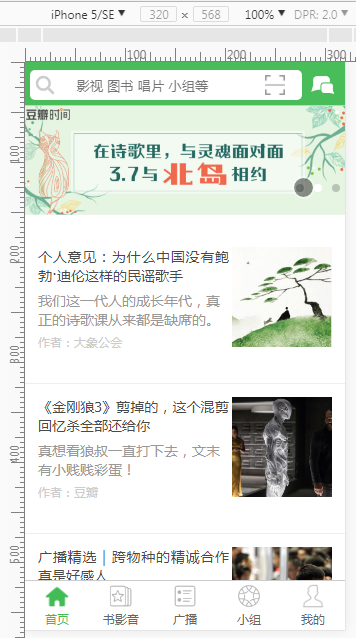 iPhone 5/SE ▼ 320 × 568 100% ▼ DPR: 2.0 ▼
100 200 300
100
200
300
400
500
影视 图书 唱片 小组等
豆瓣时间
在诗歌里，与灵魂面对面
3.7与北岛相约
个人意见：为什么中国没有鲍
勃·迪伦这样的民谣歌手
我们这一代人的成长年代，真
正的诗歌课从来都是缺席的。
作者：大象公会
《金刚狼3》剪掉的，这个混剪
回忆杀全部还给你
真想看狼叔一直打下去，文末
有小贱贱彩蛋！
作者：豆瓣
广播精选｜跨物种的精诚合作
真是好感人
首页 书影音 广播 小组 我的